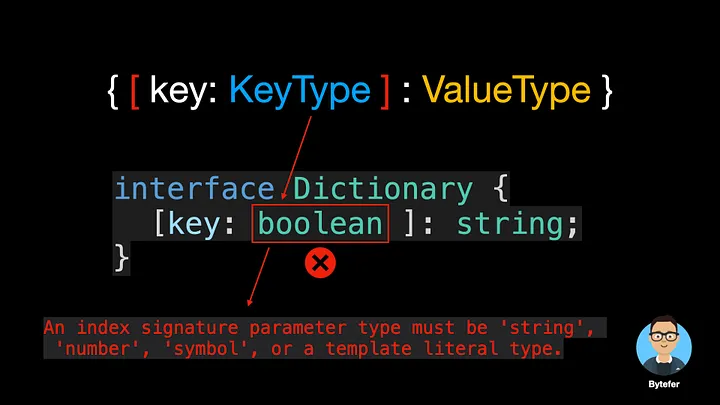 { [ key: KeyType ] : ValueType }
interface Dictionary {
[key: boolean ]: string;
}
An index signature parameter type must be 'string',
'number', 'symbol', or a template literal type.
Bytefer